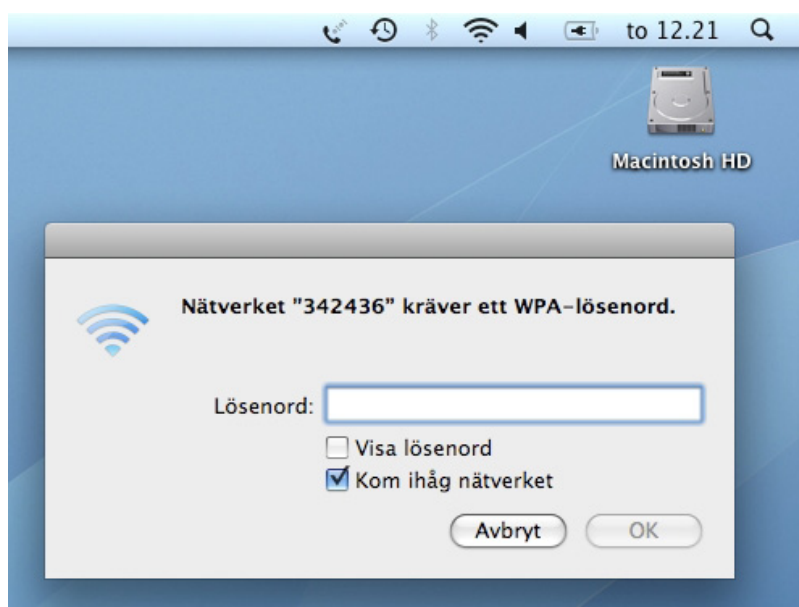 to 12.21
Macintosh HD
Nätverket "342436" kräver ett WPA-lösenord.
Lösenord:
Visa lösenord
Kom ihåg nätverket
Avbryt OK